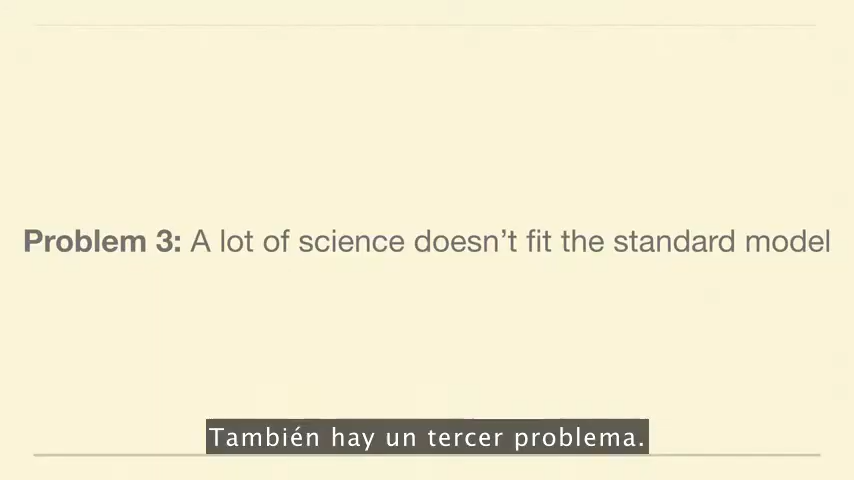 Problem 3: A lot of science doesn’t fit the standard model
También hay un tercer problema.